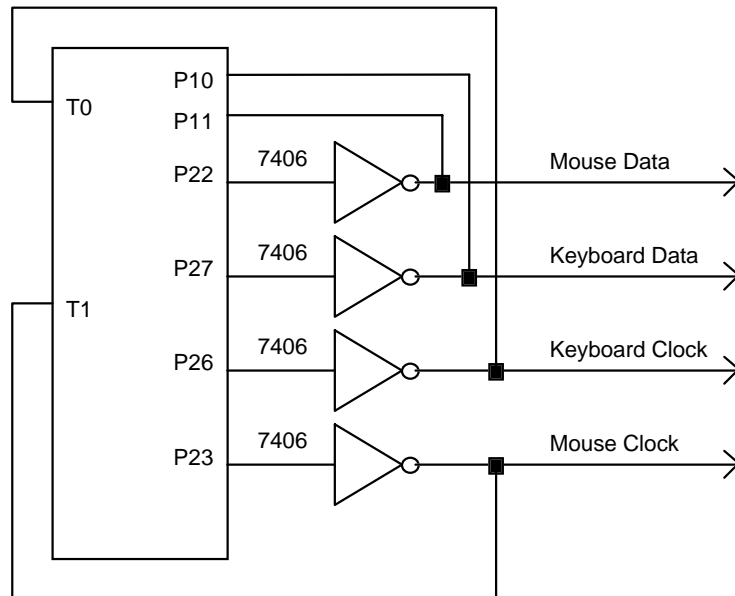 P10
T0
P11
P22
7406
Mouse Data
P27
7406
Keyboard Data
T1
P26
7406
Keyboard Clock
P23
7406
Mouse Clock